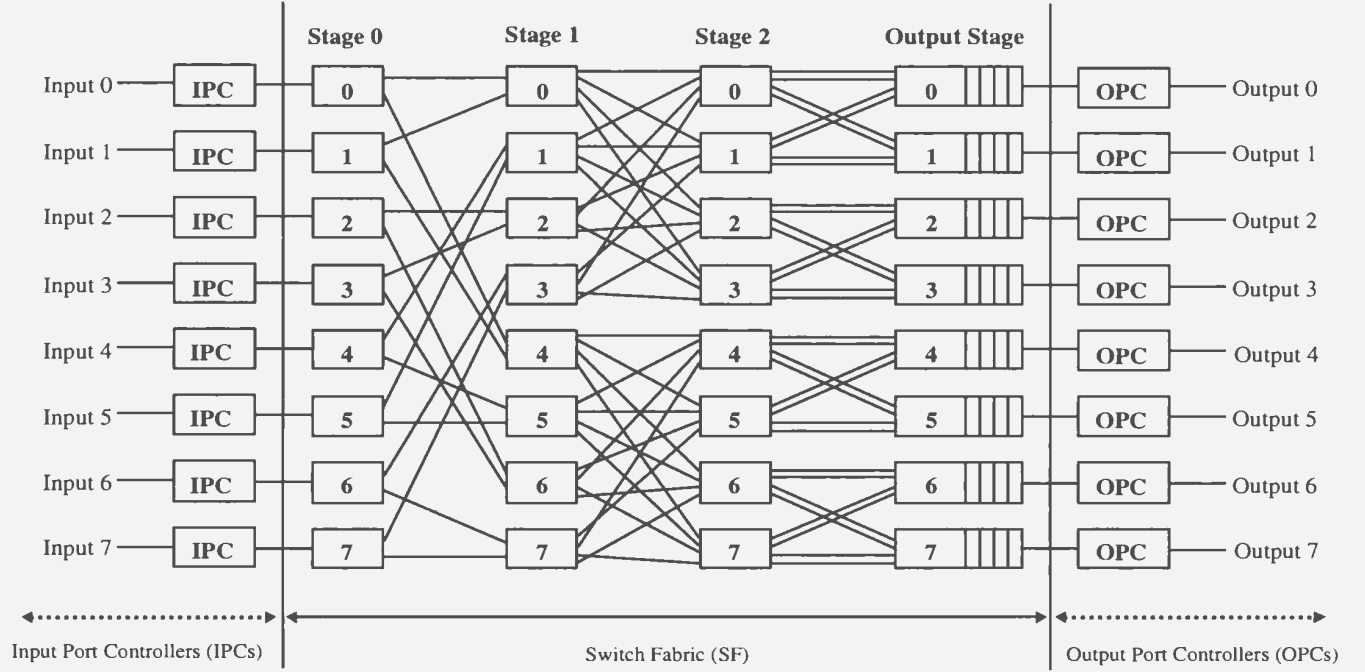 Stage 0 Stage 1 Stage 2 Output Stage
Input 0 IPC 0 0 0 0 OPC Output 0
Input 1 IPC 1 1 1 1 OPC Output 1
Input 2 IPC 2 2 2 2 OPC Output 2
Input 3 IPC 3 3 3 3 OPC Output 3
Input 4 IPC 4 4 4 4 OPC Output 4
Input 5 IPC 5 5 5 5 OPC Output 5
Input 6 IPC 6 6 6 6 OPC Output 6
Input 7 IPC 7 7 7 7 OPC Output 7
Input Port Controllers (IPCs) Switch Fabric (SF) Output Port Controllers (OPCs)